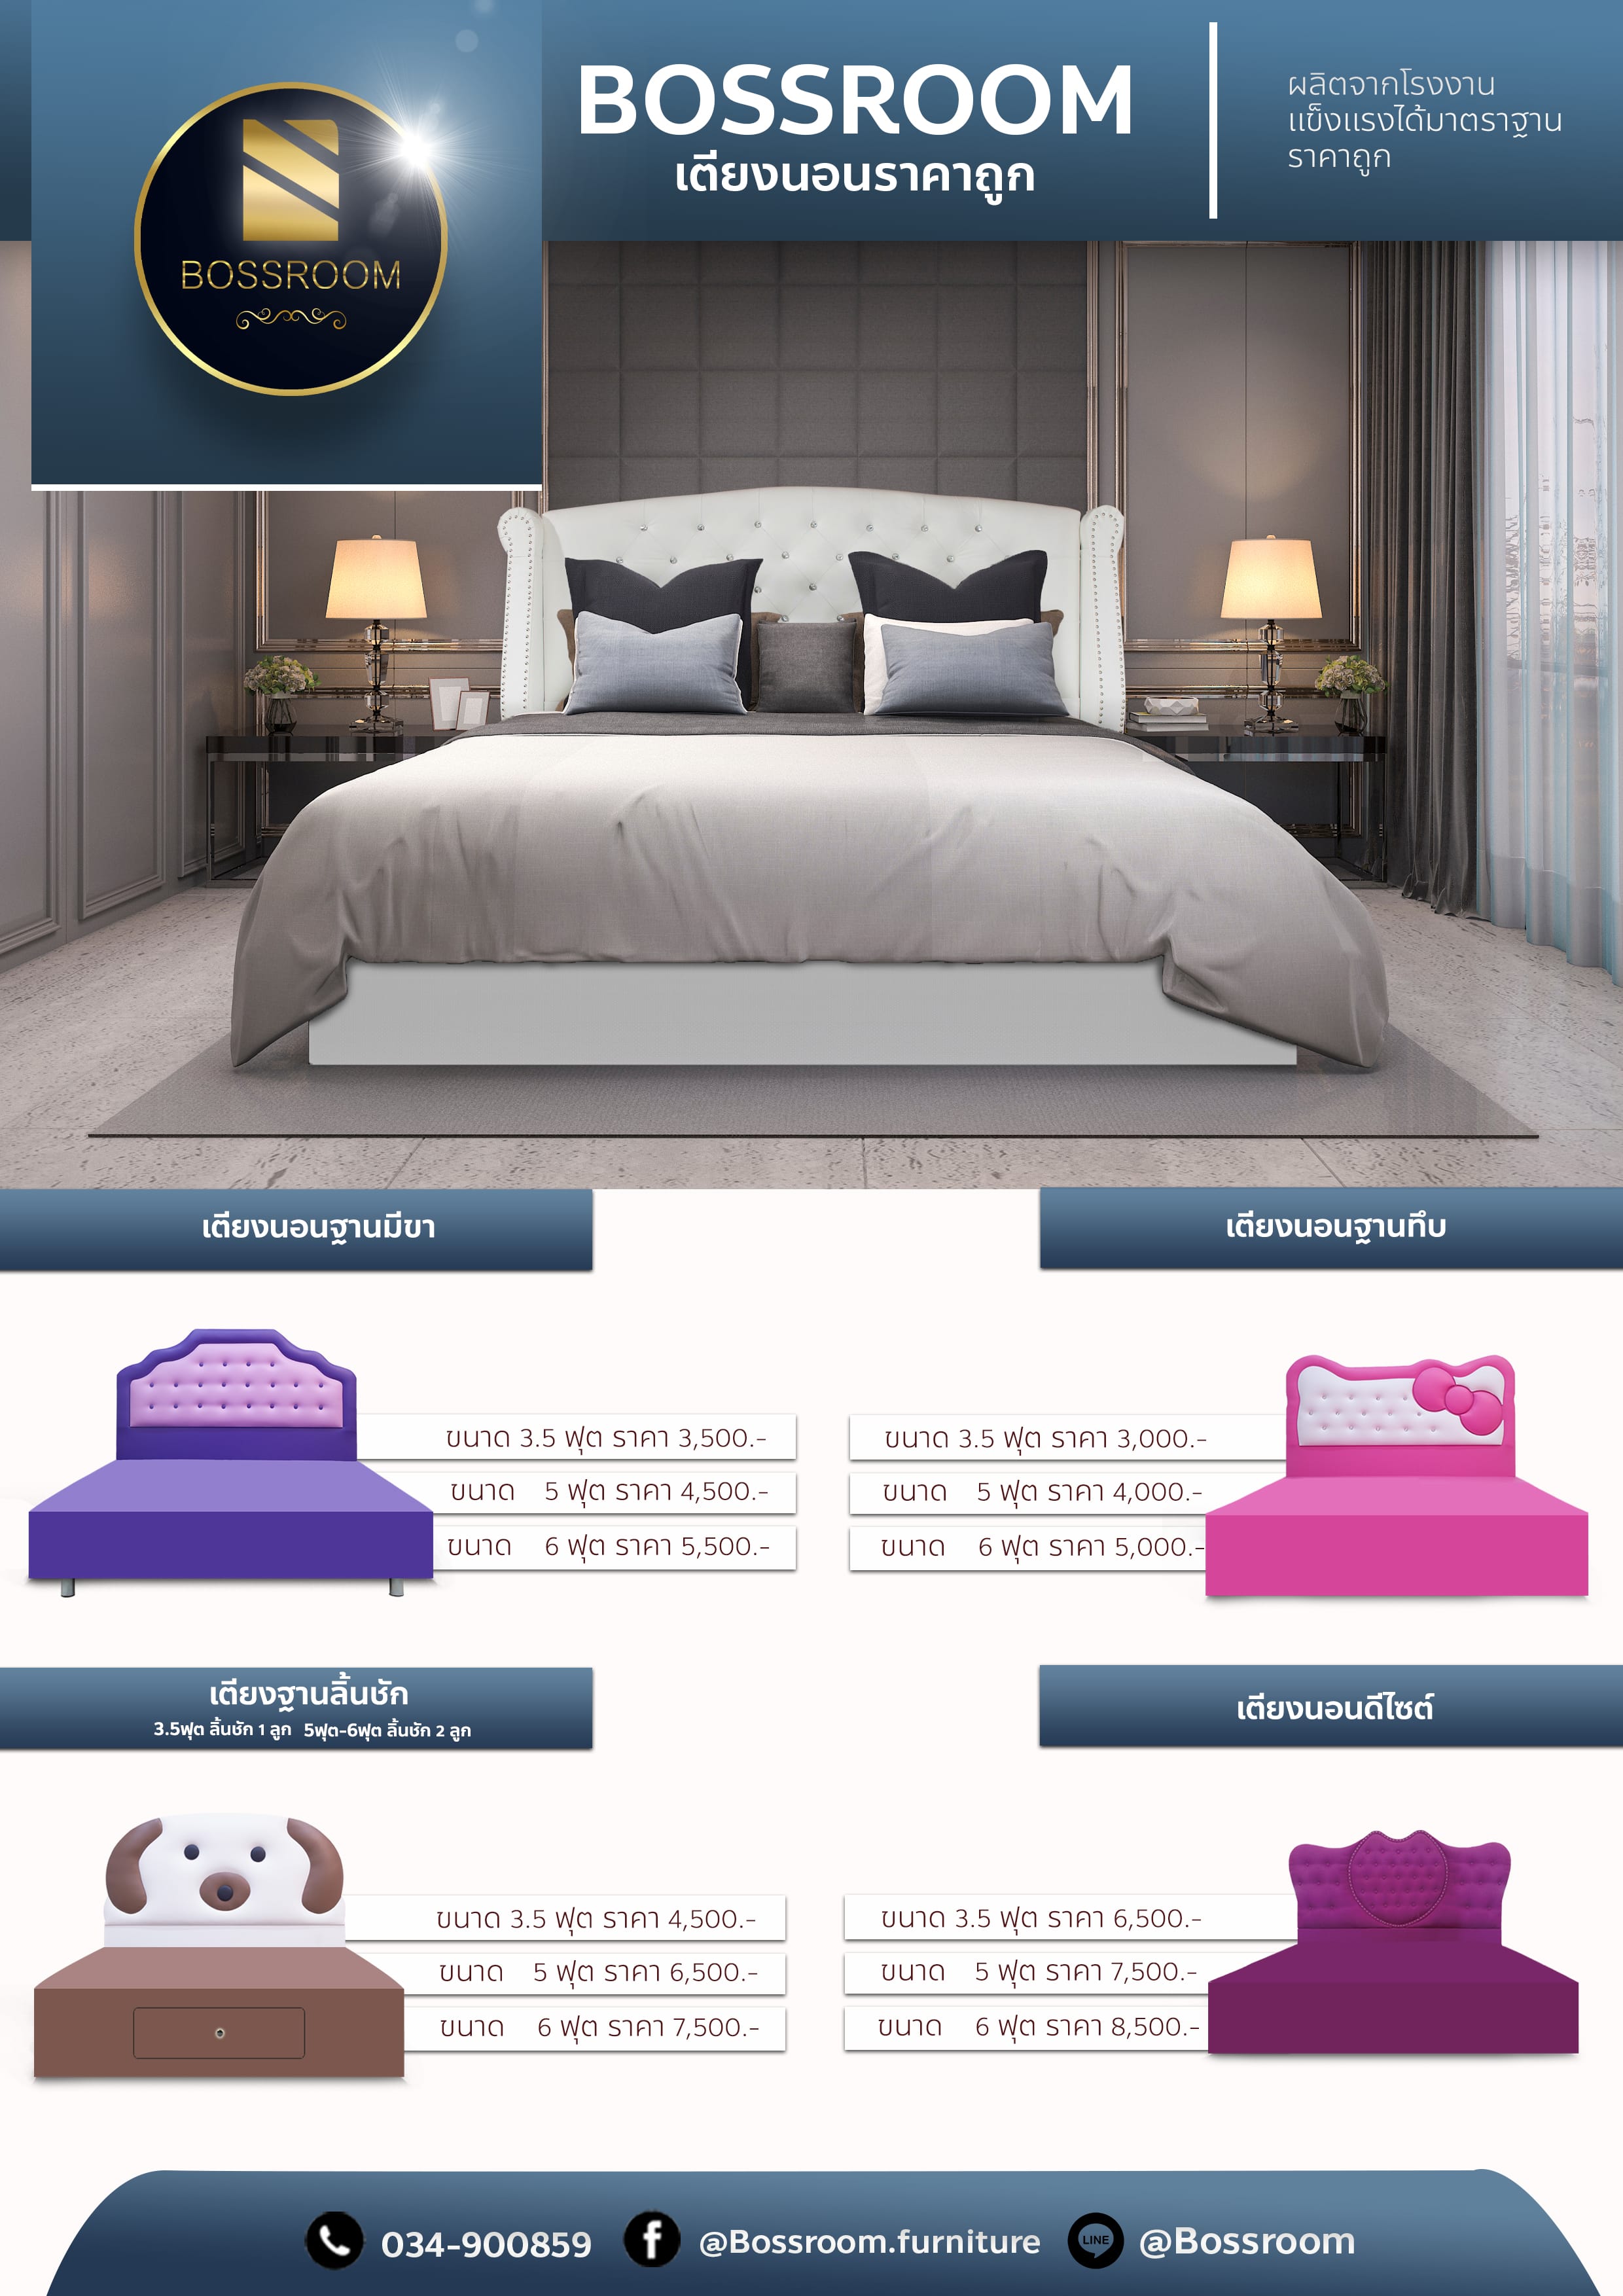 BOSSROOM
BOSSROOM
เตียงนอนราคาถูก
ผลิตจากโรงงาน
แข็งแรงได้มาตราฐาน
ราคาถูก
เตียงนอนฐานมีขา
ขนาด 3.5 ฟุต ราคา 3,500.-
ขนาด 5 ฟุต ราคา 4,500.-
ขนาด 6 ฟุต ราคา 5,500.-
เตียงนอนฐานทึบ
ขนาด 3.5 ฟุต ราคา 3,000.-
ขนาด 5 ฟุต ราคา 4,000.-
ขนาด 6 ฟุต ราคา 5,000.-
เตียงฐานลิ้นชัก
3.5ฟุต ลิ้นชัก 1 ลูก 5ฟุต-6ฟุต ลิ้นชัก 2 ลูก
ขนาด 3.5 ฟุต ราคา 4,500.-
ขนาด 5 ฟุต ราคา 6,500.-
ขนาด 6 ฟุต ราคา 7,500.-
เตียงนอนดีไซต์
ขนาด 3.5 ฟุต ราคา 6,500.-
ขนาด 5 ฟุต ราคา 7,500.-
ขนาด 6 ฟุต ราคา 8,500.-
034-900859
@Bossroom.furniture
LINE
@Bossroom